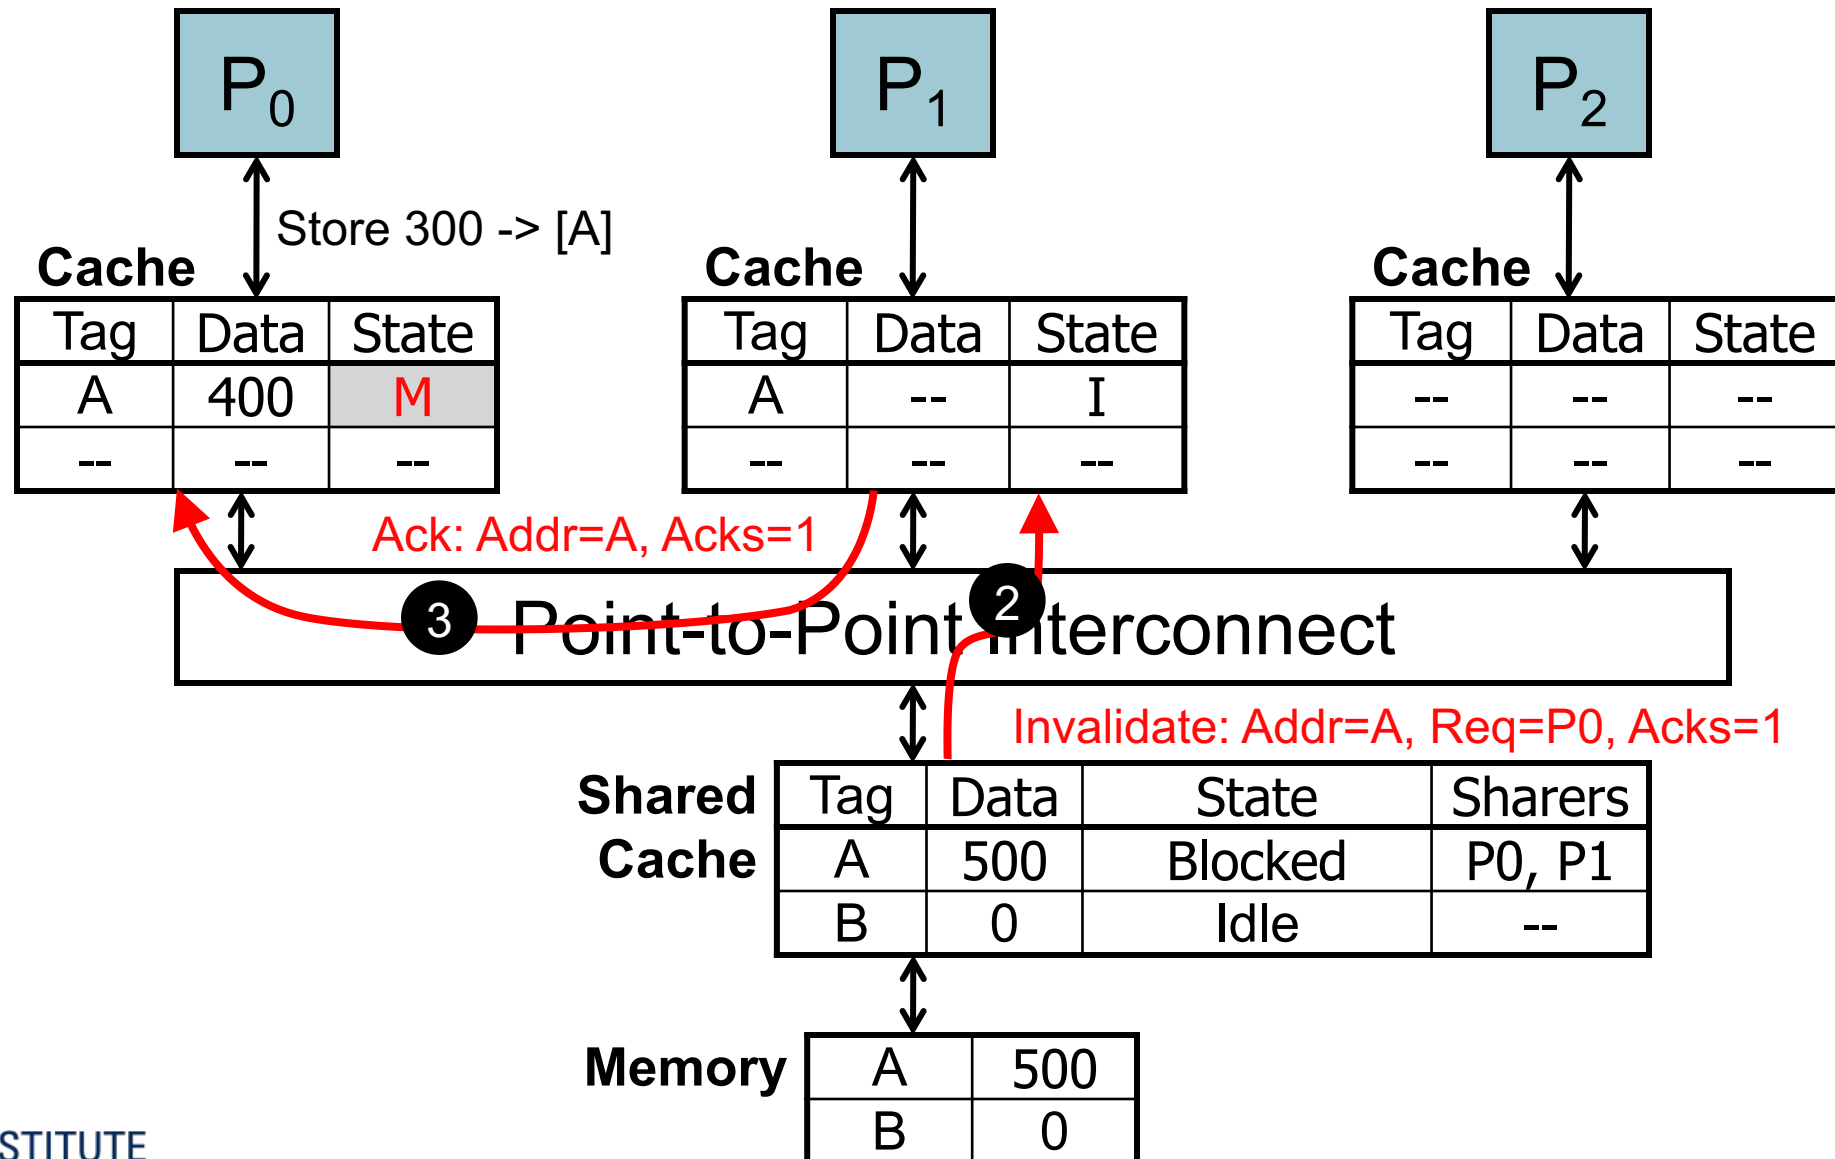 P0 P1 P2
Store 300 -> [A]
Cache Cache Cache
Tag Data State Tag Data State Tag Data State
A 400 M A -- I -- -- --
-- -- -- -- -- -- -- -- --
Ack: Addr=A, Acks=1
3 Point-to-Point Interconnect 2
Invalidate: Addr=A, Req=P0, Acks=1
Shared Tag Data State Sharers
Cache A 500 Blocked P0, P1
B 0 Idle --
Memory A 500
B 0
STITUTE